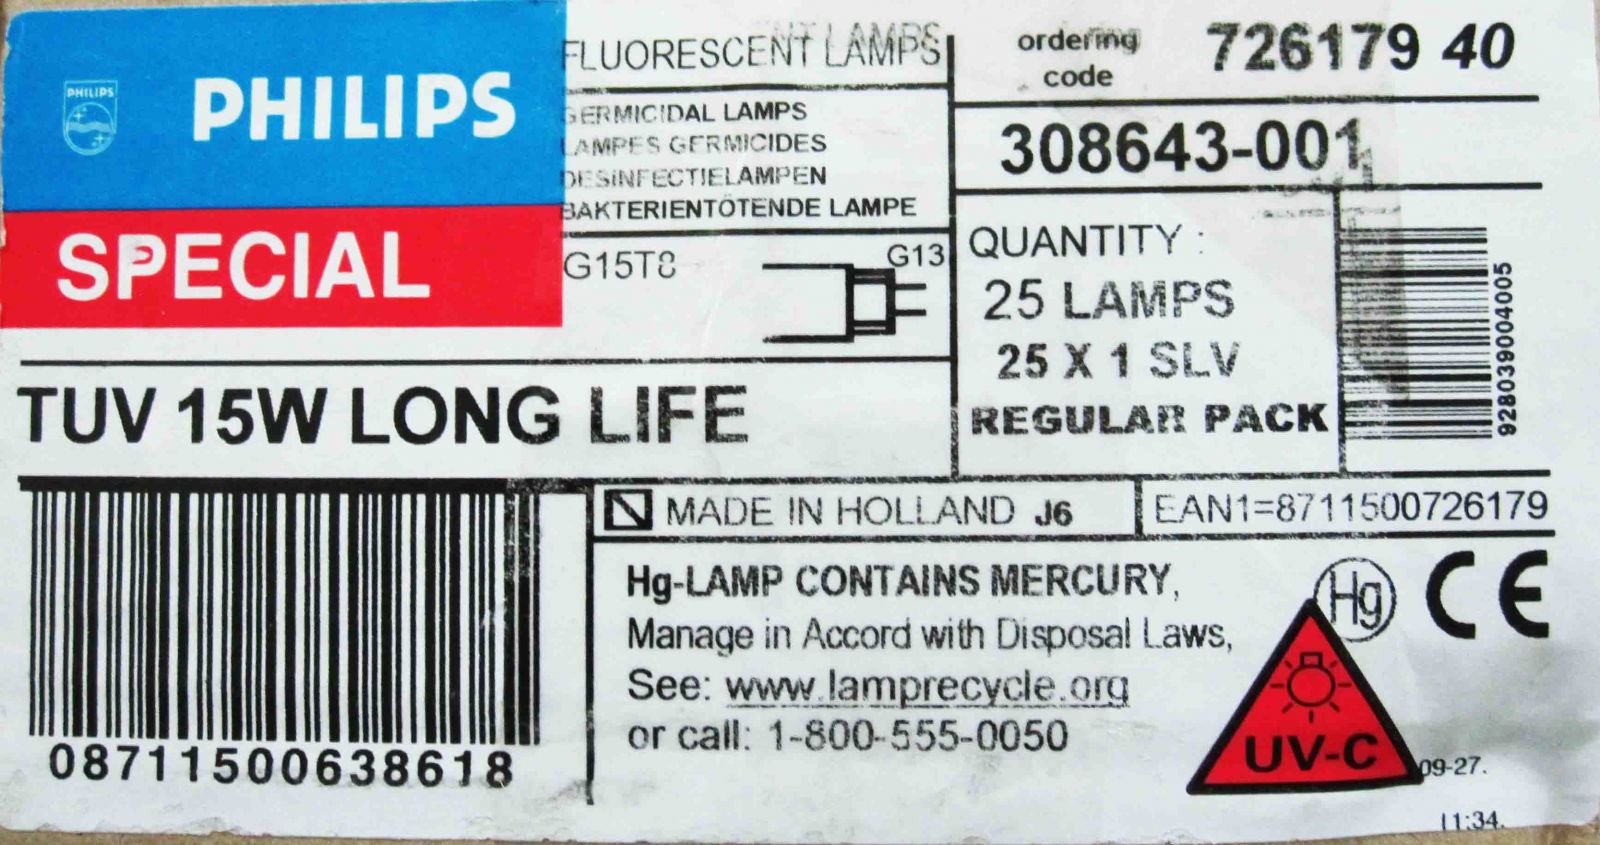 PHILIPS
PHILIPS
SPECIAL
FLUORESCENT LAMPS
GERMICIDAL LAMPS
LAMPES GERMICIDES
DESINFECTIELAMPEN
BAKTERIENTÖTENDE LAMPE
G15T8
G13
TUV 15W LONG LIFE
ordering
code
726179 40
308643-001
QUANTITY :
25 LAMPS
25 X 1 SLV
REGULAR PACK
928039004005
MADE IN HOLLAND J6
EAN1=8711500726179
08711500638618
Hg-LAMP CONTAINS MERCURY,
Manage in Accord with Disposal Laws,
See: www.lamprecycle.org
or call: 1-800-555-0050
Hg
CE
UV-C
09-27.
11:34.